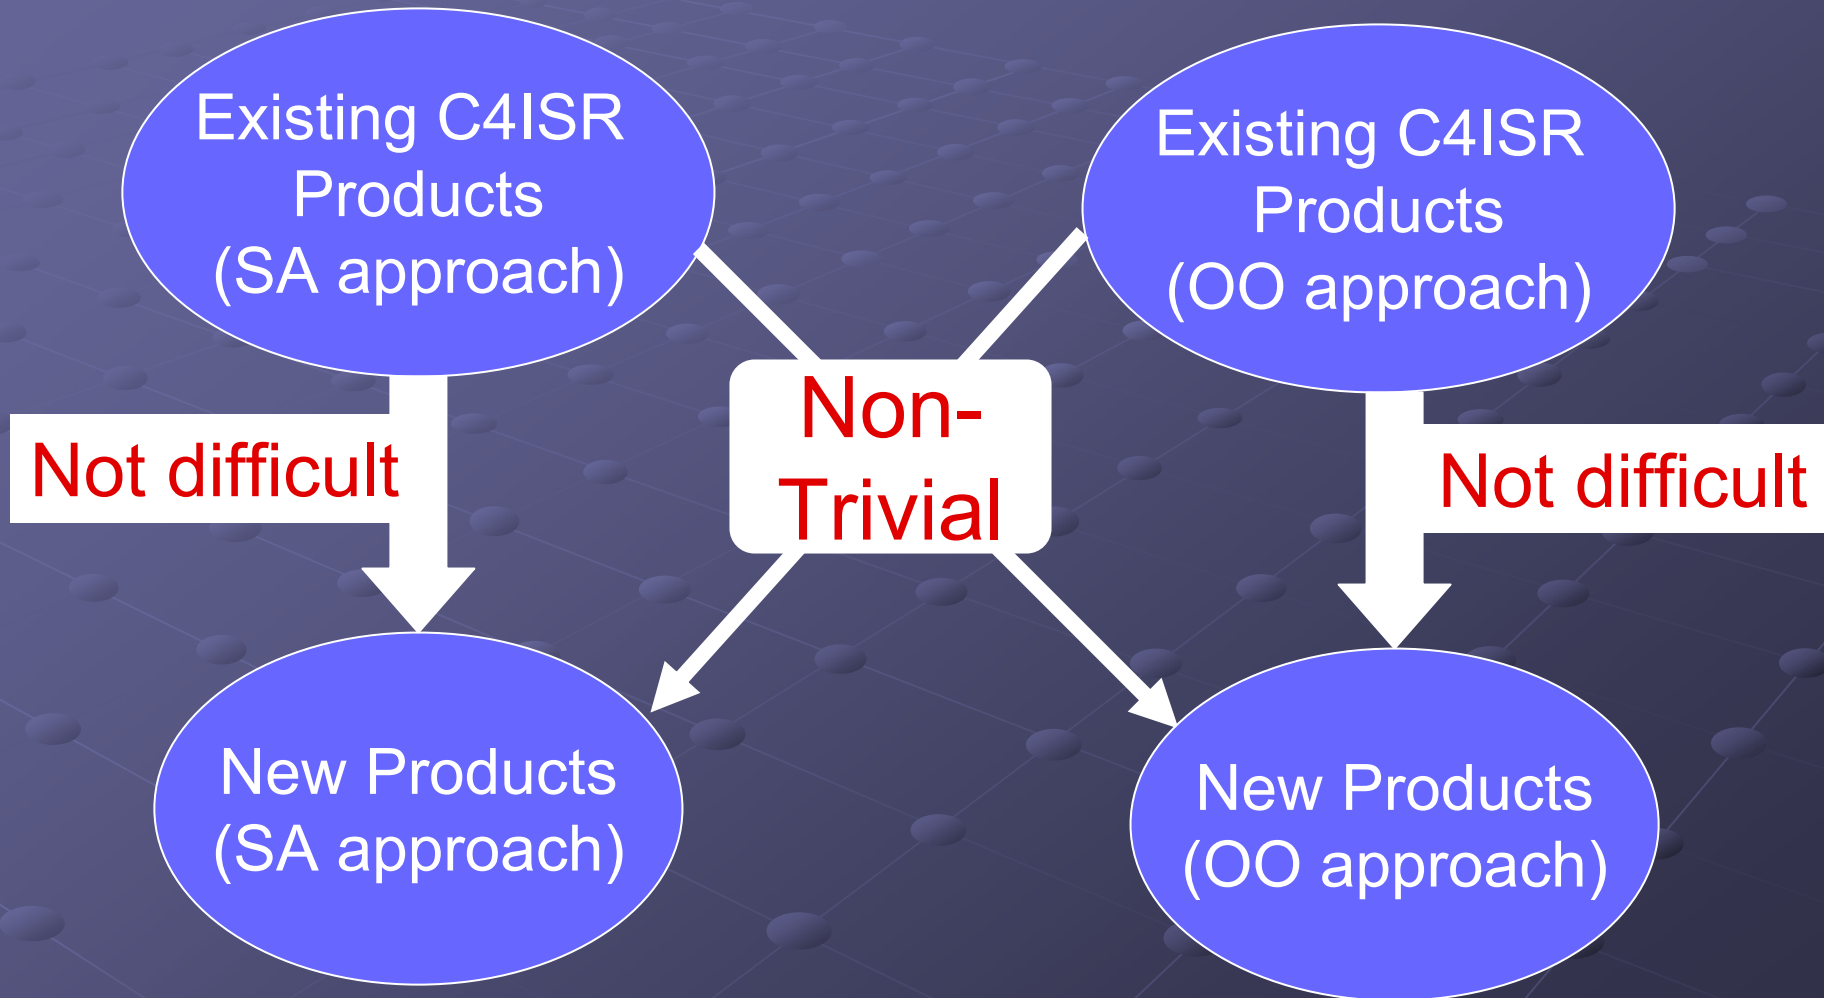 Existing C4ISR
Products
(SA approach)
Existing C4ISR
Products
(OO approach)
Not difficult
Non-
Trivial
Not difficult
New Products
(SA approach)
New Products
(OO approach)